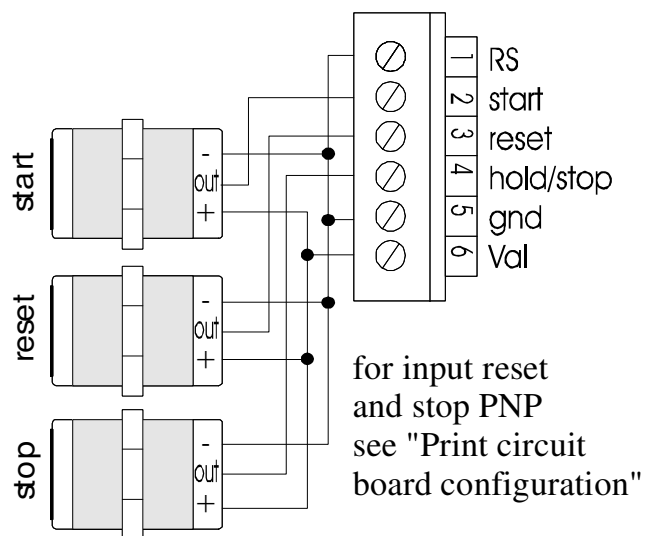 1 RS
2 start
3 reset
4 hold/stop
5 gnd
6 Val
start
-
out
+
reset
-
out
+
stop
-
out
+
for input reset
and stop PNP
see "Print circuit
board configuration"